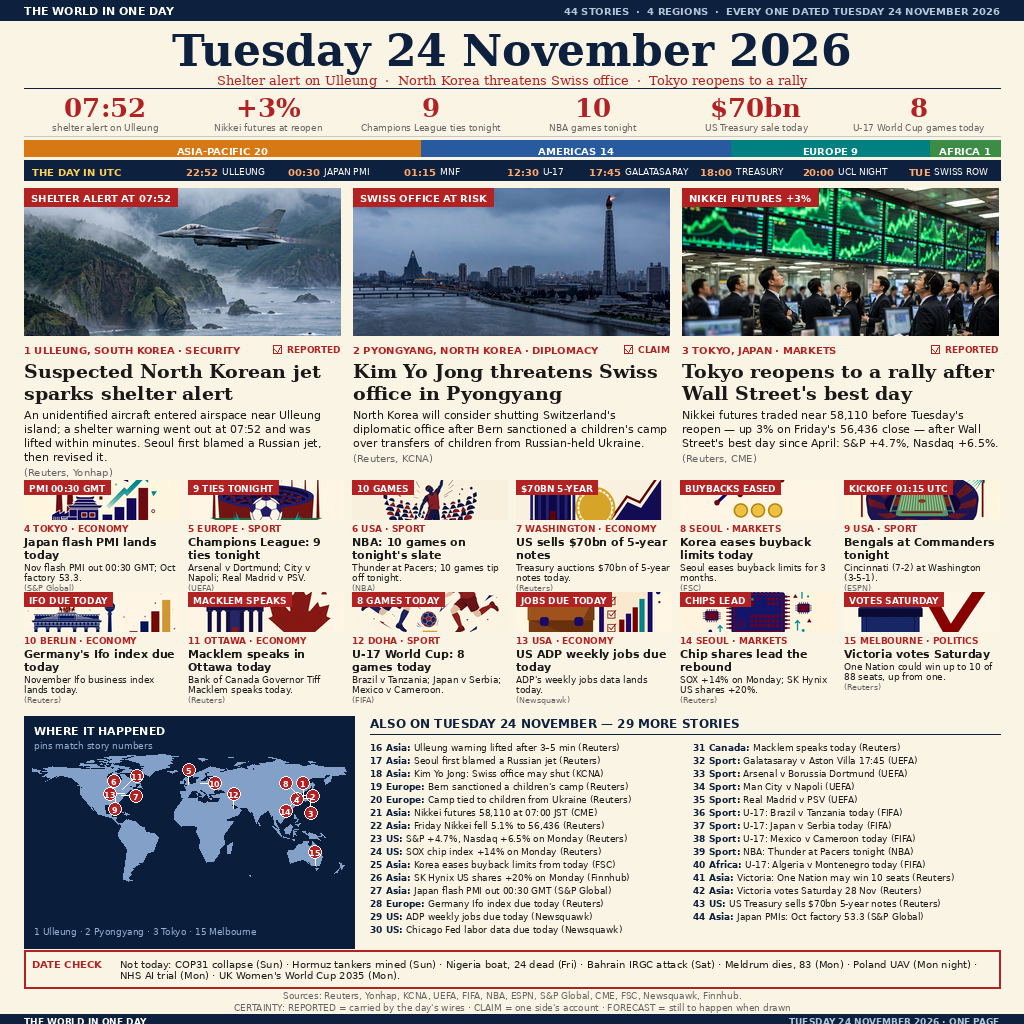 THE WORLD IN ONE DAY
44 STORIES · 4 REGIONS · EVERY ONE DATED TUESDAY 24 NOVEMBER 2026
Tuesday 24 November 2026
Shelter alert on Ulleung · North Korea threatens Swiss office · Tokyo reopens to a rally
07:52
shelter alert on Ulleung
+3%
Nikkei futures at reopen
9
Champions League ties tonight
10
NBA games tonight
$70bn
US Treasury sale today
8
U-17 World Cup games today
ASIA-PACIFIC 20
AMERICAS 14
EUROPE 9
AFRICA 1
THE DAY IN UTC
22:52 ULLEUNG
00:30 JAPAN PMI
01:15 MNF
12:30 U-17
17:45 GALATASARAY
18:00 TREASURY
20:00 UCL NIGHT
TUE SWISS ROW
SHELTER ALERT AT 07:52
1 ULLEUNG, SOUTH KOREA · SECURITY
☑ REPORTED
Suspected North Korean jet
sparks shelter alert
An unidentified aircraft entered airspace near Ulleung
island; a shelter warning went out at 07:52 and was
lifted within minutes. Seoul first blamed a Russian jet,
then revised it.
(Reuters, Yonhap)
SWISS OFFICE AT RISK
2 PYONGYANG, NORTH KOREA · DIPLOMACY
☑ CLAIM
Kim Yo Jong threatens Swiss
office in Pyongyang
North Korea will consider shutting Switzerland's
diplomatic office after Bern sanctioned a children's camp
over transfers of children from Russian-held Ukraine.
(Reuters, KCNA)
NIKKEI FUTURES +3%
3 TOKYO, JAPAN · MARKETS
☑ REPORTED
Tokyo reopens to a rally after
Wall Street's best day
Nikkei futures traded near 58,110 before Tuesday's
reopen — up 3% on Friday's 56,436 close — after Wall
Street's best day since April: S&P +4.7%, Nasdaq +6.5%.
(Reuters, CME)
PMI 00:30 GMT
4 TOKYO · ECONOMY
Japan flash PMI lands
today
Nov flash PMI out 00:30 GMT; Oct
factory 53.3.
(S&P Global)
9 TIES TONIGHT
5 EUROPE · SPORT
Champions League: 9
ties tonight
Arsenal v Dortmund; City v
Napoli; Real Madrid v PSV.
(UEFA)
10 GAMES
6 USA · SPORT
NBA: 10 games on
tonight's slate
Thunder at Pacers; 10 games tip
off tonight.
(NBA)
$70BN 5-YEAR
7 WASHINGTON · ECONOMY
US sells $70bn of 5-year
notes
Treasury auctions $70bn of 5-year
notes today.
(Reuters)
BUYBACKS EASED
8 SEOUL · MARKETS
Korea eases buyback
limits today
Seoul eases buyback limits for 3
months.
(FSC)
KICKOFF 01:15 UTC
9 USA · SPORT
Bengals at Commanders
tonight
Cincinnati (7-2) at Washington
(3-5-1).
(ESPN)
IFO DUE TODAY
10 BERLIN · ECONOMY
Germany's Ifo index due
today
November Ifo business index
lands today.
(Reuters)
MACKLEM SPEAKS
11 OTTAWA · ECONOMY
Macklem speaks in
Ottawa today
Bank of Canada Governor Tiff
Macklem speaks today.
(Reuters)
8 GAMES TODAY
12 DOHA · SPORT
U-17 World Cup: 8
games today
Brazil v Tanzania; Japan v Serbia;
Mexico v Cameroon.
(FIFA)
JOBS DUE TODAY
13 USA · ECONOMY
US ADP weekly jobs due
today
ADP's weekly jobs data lands
today.
(Newsquawk)
CHIPS LEAD
14 SEOUL · MARKETS
Chip shares lead the
rebound
SOX +14% on Monday; SK Hynix
US shares +20%.
(Reuters)
VOTES SATURDAY
15 MELBOURNE · POLITICS
Victoria votes Saturday
One Nation could win up to 10 of
88 seats, up from one.
(Reuters)
WHERE IT HAPPENED
pins match story numbers
6
11
13
7
9
5
10
12
8
1
4
2
14
3
15
1 Ulleung · 2 Pyongyang · 3 Tokyo · 15 Melbourne
ALSO ON TUESDAY 24 NOVEMBER — 29 MORE STORIES
16 Asia: Ulleung warning lifted after 3–5 min (Reuters)
17 Asia: Seoul first blamed a Russian jet (Reuters)
18 Asia: Kim Yo Jong: Swiss office may shut (KCNA)
19 Europe: Bern sanctioned a children's camp (Reuters)
20 Europe: Camp tied to children from Ukraine (Reuters)
21 Asia: Nikkei futures 58,110 at 07:00 JST (CME)
22 Asia: Friday Nikkei fell 5.1% to 56,436 (Reuters)
23 US: S&P +4.7%, Nasdaq +6.5% on Monday (Reuters)
24 US: SOX chip index +14% on Monday (Reuters)
25 Asia: Korea eases buyback limits from today (FSC)
26 Asia: SK Hynix US shares +20% on Monday (Finnhub)
27 Asia: Japan flash PMI out 00:30 GMT (S&P Global)
28 Europe: Germany Ifo index due today (Reuters)
29 US: ADP weekly jobs due today (Newsquawk)
30 US: Chicago Fed labor data due today (Newsquawk)
31 Canada: Macklem speaks today (Reuters)
32 Sport: Galatasaray v Aston Villa 17:45 (UEFA)
33 Sport: Arsenal v Borussia Dortmund (UEFA)
34 Sport: Man City v Napoli (UEFA)
35 Sport: Real Madrid v PSV (UEFA)
36 Sport: U-17: Brazil v Tanzania today (FIFA)
37 Sport: U-17: Japan v Serbia today (FIFA)
38 Sport: U-17: Mexico v Cameroon today (FIFA)
39 Sport: NBA: Thunder at Pacers tonight (NBA)
40 Africa: U-17: Algeria v Montenegro today (FIFA)
41 Asia: Victoria: One Nation may win 10 seats (Reuters)
42 Asia: Victoria votes Saturday 28 Nov (Reuters)
43 US: US Treasury sells $70bn 5-year notes (Reuters)
44 Asia: Japan PMIs: Oct factory 53.3 (S&P Global)
DATE CHECK
Not today: COP31 collapse (Sun) · Hormuz tankers mined (Sun) · Nigeria boat, 24 dead (Fri) · Bahrain IRGC attack (Sat) · Meldrum dies, 83 (Mon) · Poland UAV (Mon night) ·
NHS AI trial (Mon) · UK Women's World Cup 2035 (Mon).
Sources: Reuters, Yonhap, KCNA, UEFA, FIFA, NBA, ESPN, S&P Global, CME, FSC, Newsquawk, Finnhub.
CERTAINTY: REPORTED = carried by the day's wires · CLAIM = one side's account · FORECAST = still to happen when drawn
THE WORLD IN ONE DAY
TUESDAY 24 NOVEMBER 2026 · ONE PAGE